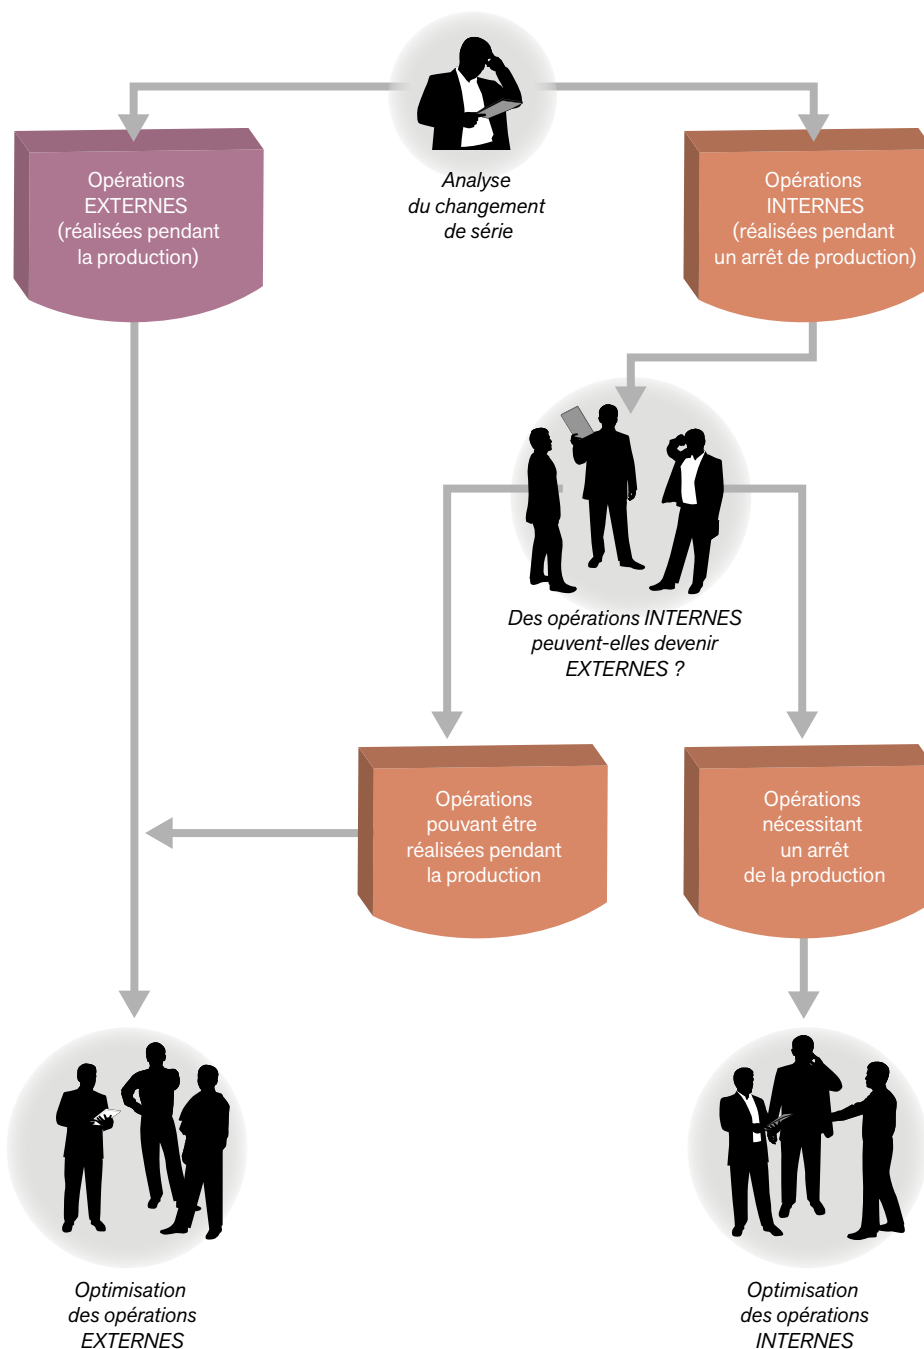 Analyse
du changement
de série
Opérations
EXTERNES
(réalisées pendant
la production)
Opérations
INTERNES
(réalisées pendant
un arrêt de production)
Des opérations INTERNES
peuvent-elles devenir
EXTERNES ?
Opérations
pouvant être
réalisées pendant
la production
Opérations
nécessitant
un arrêt
de la production
Optimisation
des opérations
EXTERNES
Optimisation
des opérations
INTERNES